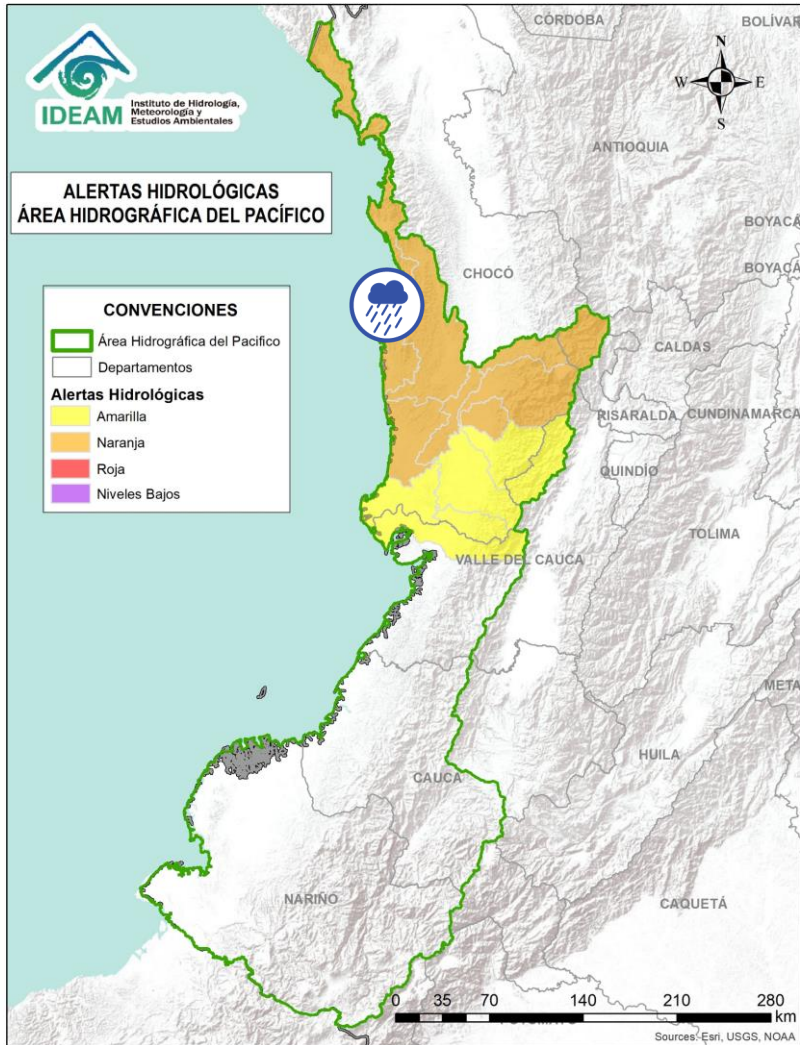 CÓRDOBA
BOLÍVAR
IDEAM
Instituto de Hidrología,
Meteorología y
Estudios Ambientales
N
W
E
S
ANTIOQUIA
ALERTAS HIDROLÓGICAS
ÁREA HIDROGRÁFICA DEL PACÍFICO
BOYACÁ
CHOCÓ
BOYACÁ
CONVENCIONES
Área Hidrográfica del Pacifico
Departamentos
Alertas Hidrológicas
Amarilla
Naranja
Roja
Niveles Bajos
CALDAS
RISARALDA
CUNDINAMARCA
QUINDÍO
TOLIMA
VALLE DEL CAUCA
META
HUILA
CAUCA
NARIÑO
CAQUETÁ
0 35 70 140 210 280
km
Sources: Esri, USGS, NOAA